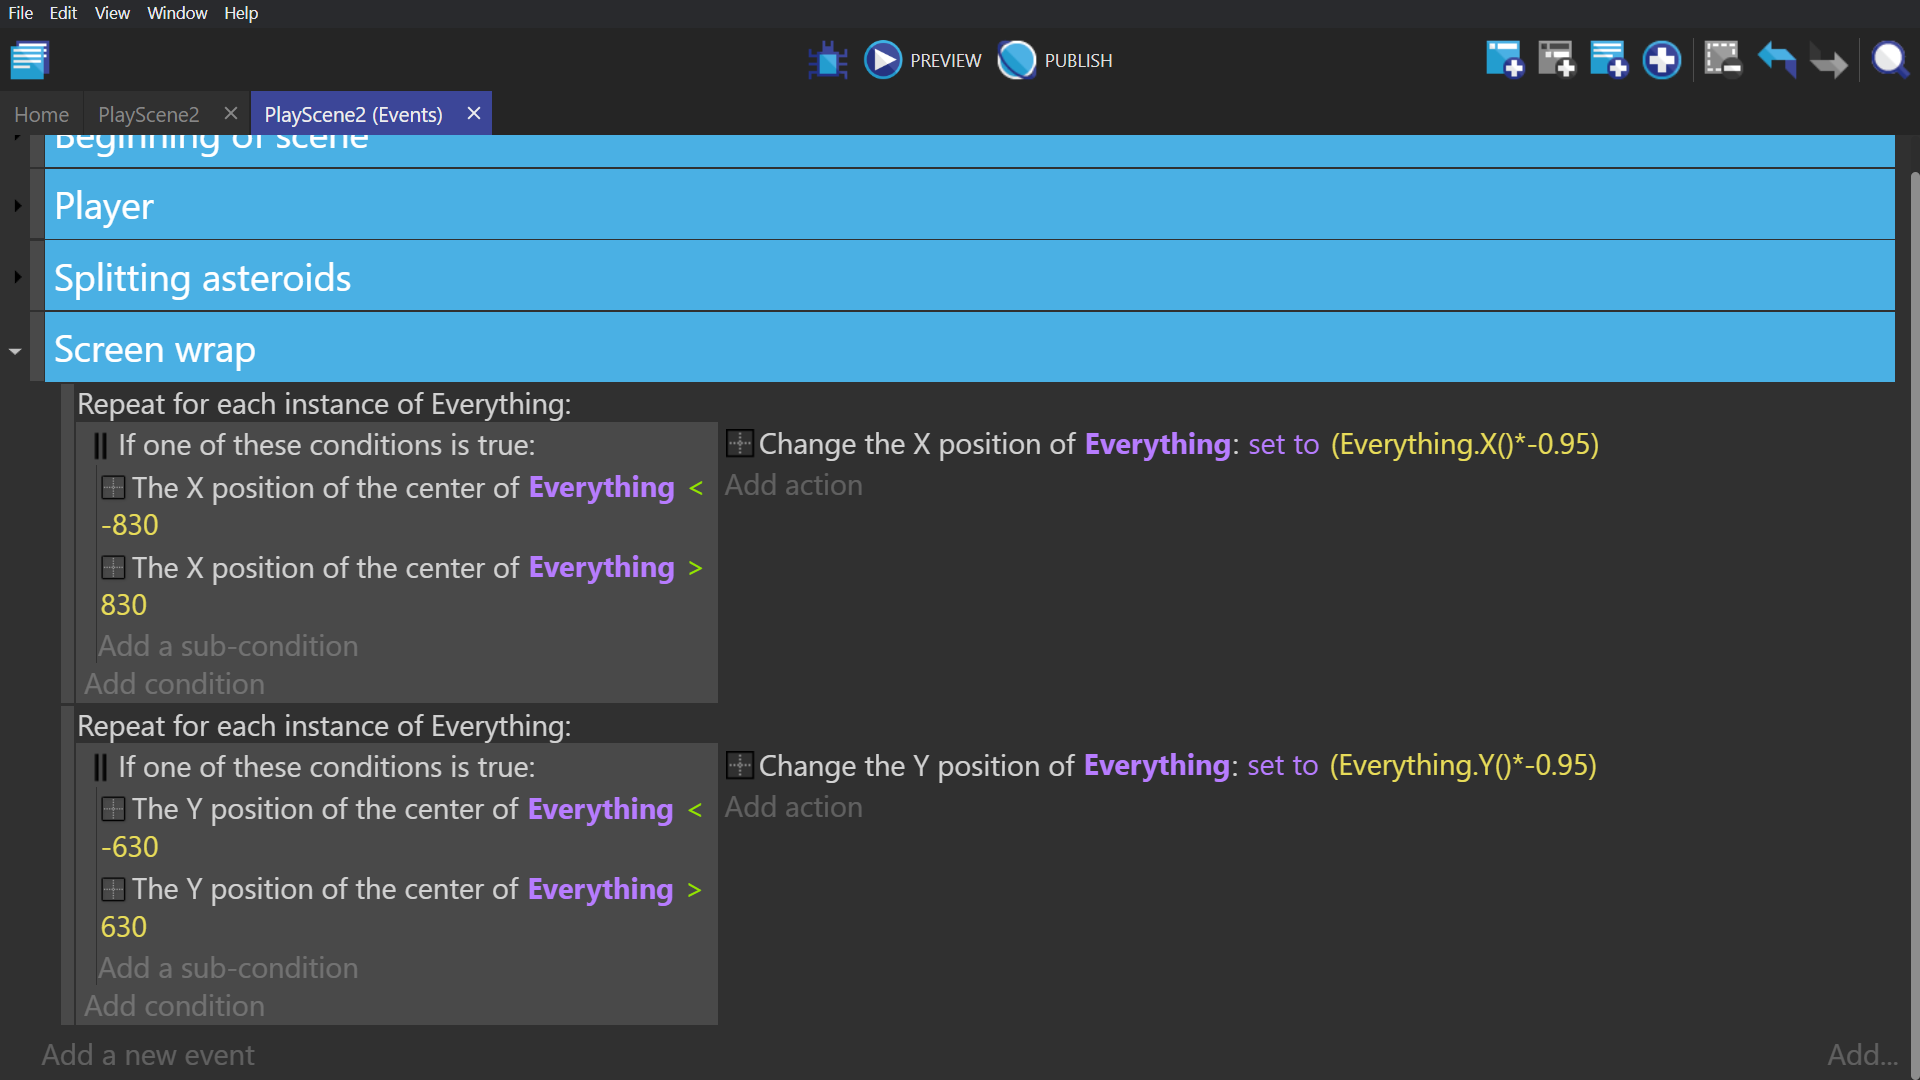 File Edit View Window Help
PREVIEW PUBLISH
Home PlayScene2 PlayScene2 (Events)
Beginning of scene
Player
Splitting asteroids
Screen wrap
Repeat for each instance of Everything:
If one of these conditions is true:
Change the X position of Everything: set to (Everything.X()*-0.95)
The X position of the center of Everything <
-830
Add action
The X position of the center of Everything >
830
Add a sub-condition
Add condition
Repeat for each instance of Everything:
If one of these conditions is true:
Change the Y position of Everything: set to (Everything.Y()*-0.95)
The Y position of the center of Everything <
-630
Add action
The Y position of the center of Everything >
630
Add a sub-condition
Add condition
Add a new event
Add...